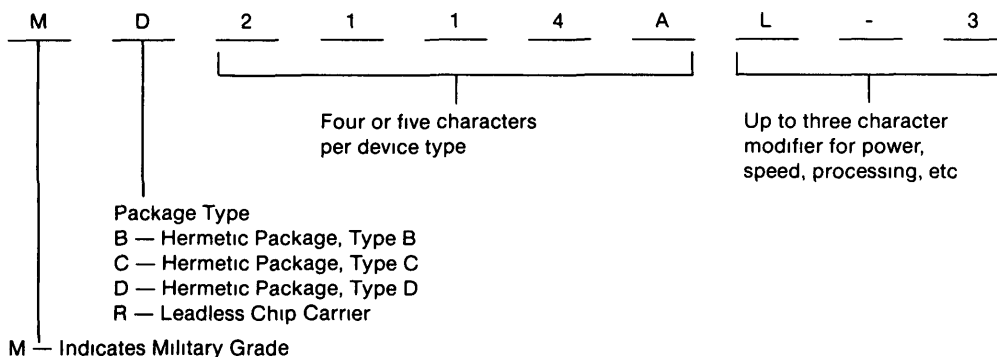 M D 2 1 1 4 A L - 3
Four or five characters
per device type
Up to three character
modifier for power,
speed, processing, etc
Package Type
B — Hermetic Package, Type B
C — Hermetic Package, Type C
D — Hermetic Package, Type D
R — Leadless Chip Carrier
M — Indicates Military Grade